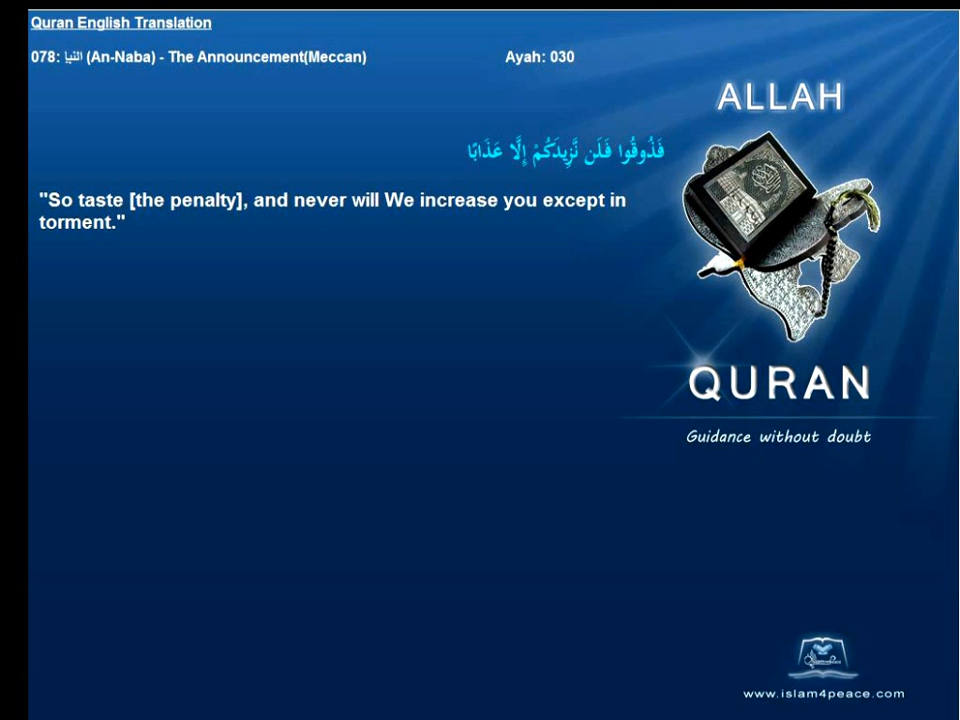 Quran English Translation
078: النبإ (An-Naba) - The Announcement(Meccan) Ayah: 030
ALLAH
فَذُوقُوا فَلَن نَّزِيدَكُمْ إِلَّا عَذَابًا
"So taste [the penalty], and never will We increase you except in
torment."
QURAN
Guidance without doubt
www.islam4peace.com